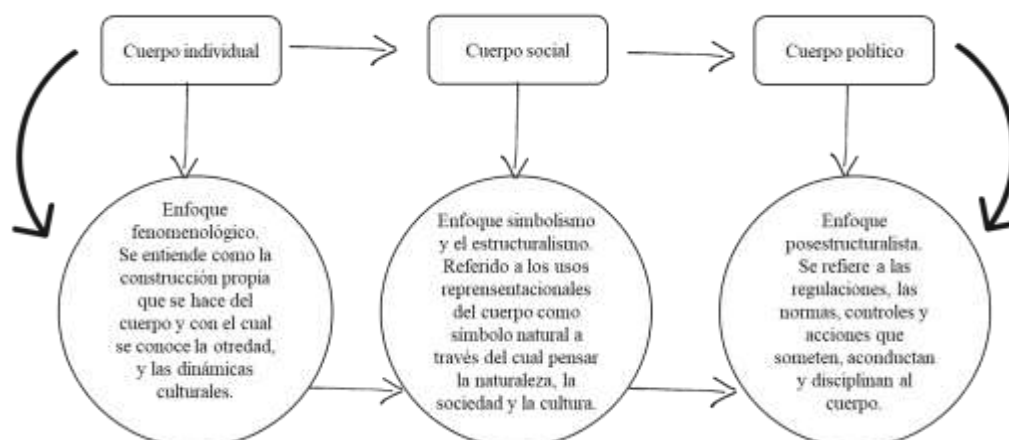 Cuerpo individual
Cuerpo social
Cuerpo político
Enfoque
fenomenológico.
Se entiende como la
construcción propia
que se hace del
cuerpo y con el cual
se conoce la otredad,
y las dinámicas
culturales.
Enfoque simbolismo
y el estructuralismo.
Referido a los usos
reprensentacionales
del cuerpo como
símbolo natural a
través del cual pensar
la naturaleza, la
sociedad y la cultura.
Enfoque
posestructuralista.
Se refiere a las
regulaciones, las
normas, controles y
acciones que
someten, aconductan
y disciplinan al
cuerpo.